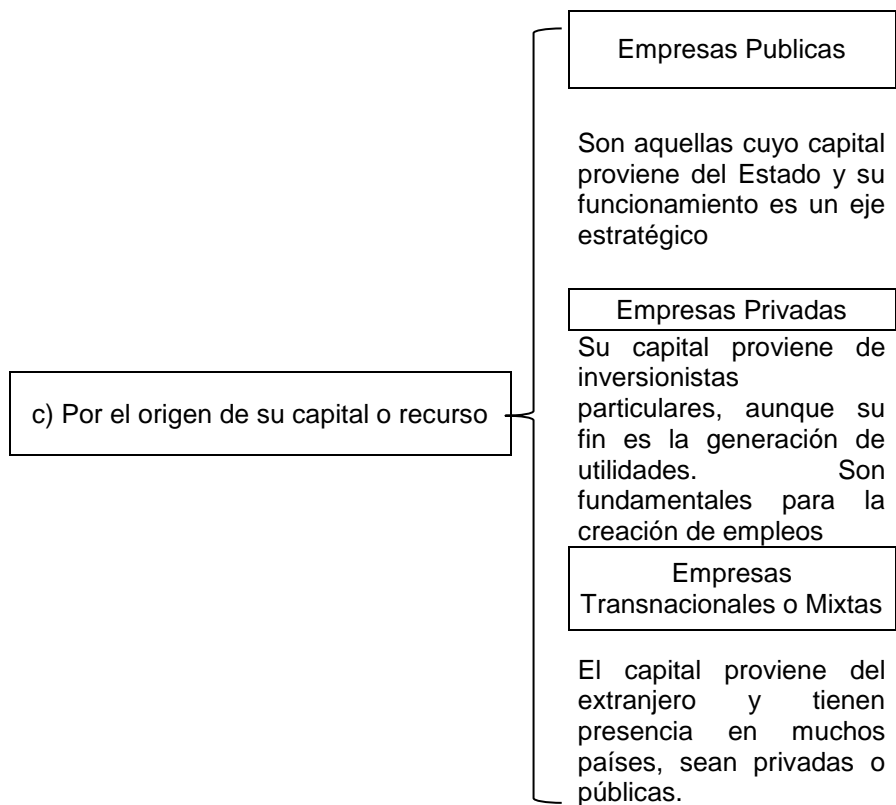 Empresas Publicas
Son aquellas cuyo capital
proviene del Estado y su
funcionamiento es un eje
estratégico
Empresas Privadas
Su capital proviene de
inversionistas
particulares, aunque su
fin es la generación de
utilidades. Son
fundamentales para la
creación de empleos
c) Por el origen de su capital o recurso
Empresas
Transnacionales o Mixtas
El capital proviene del
extranjero y tienen
presencia en muchos
países, sean privadas o
públicas.